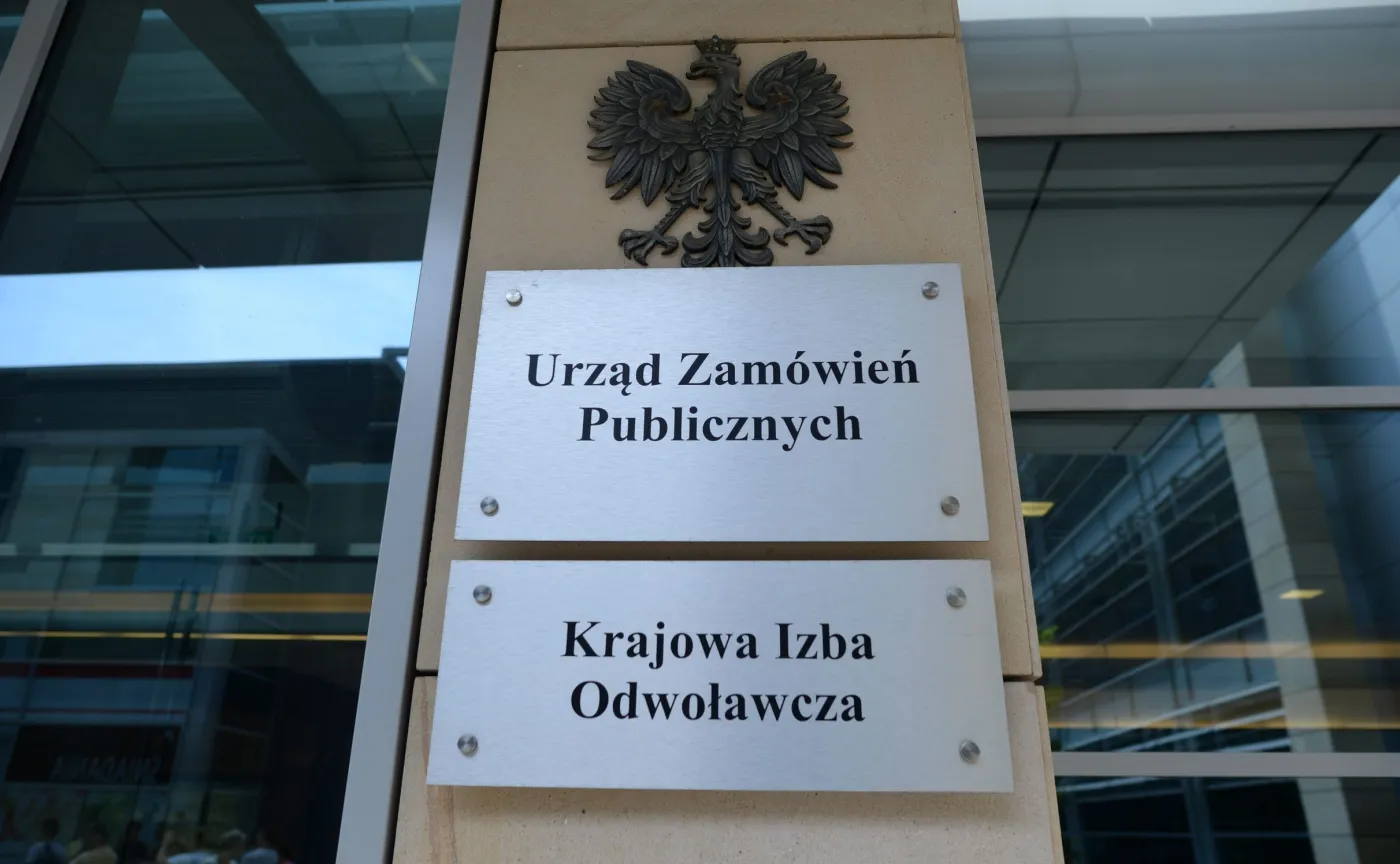 Urząd Zamówień
Publicznych
Krajowa Izba
Odwoławcza